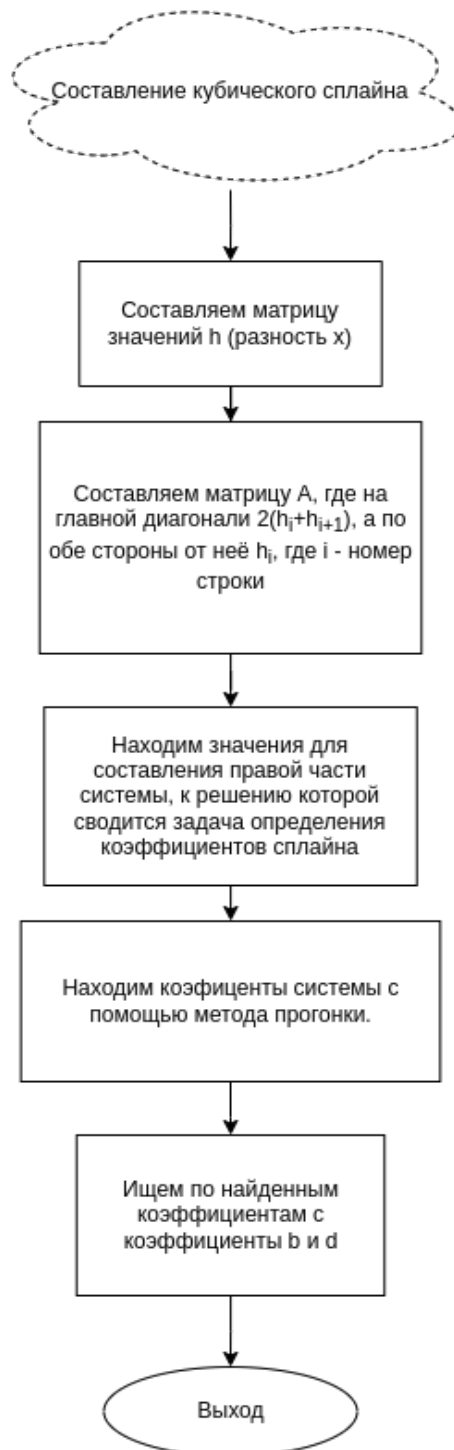 Составление кубического сплайна
Составляем матрицу
значений h (разность x)
Составляем матрицу А, где на
главной диагонали 2(hᵢ+hᵢ₊₁), а по
обе стороны от неё hᵢ, где i - номер
строки
Находим значения для
составления правой части
системы, к решению которой
сводится задача определения
коэффициентов сплайна
Находим коэфиценты системы с
помощью метода прогонки.
Ищем по найденным
коэффициентам с
коэффициенты b и d
Выход